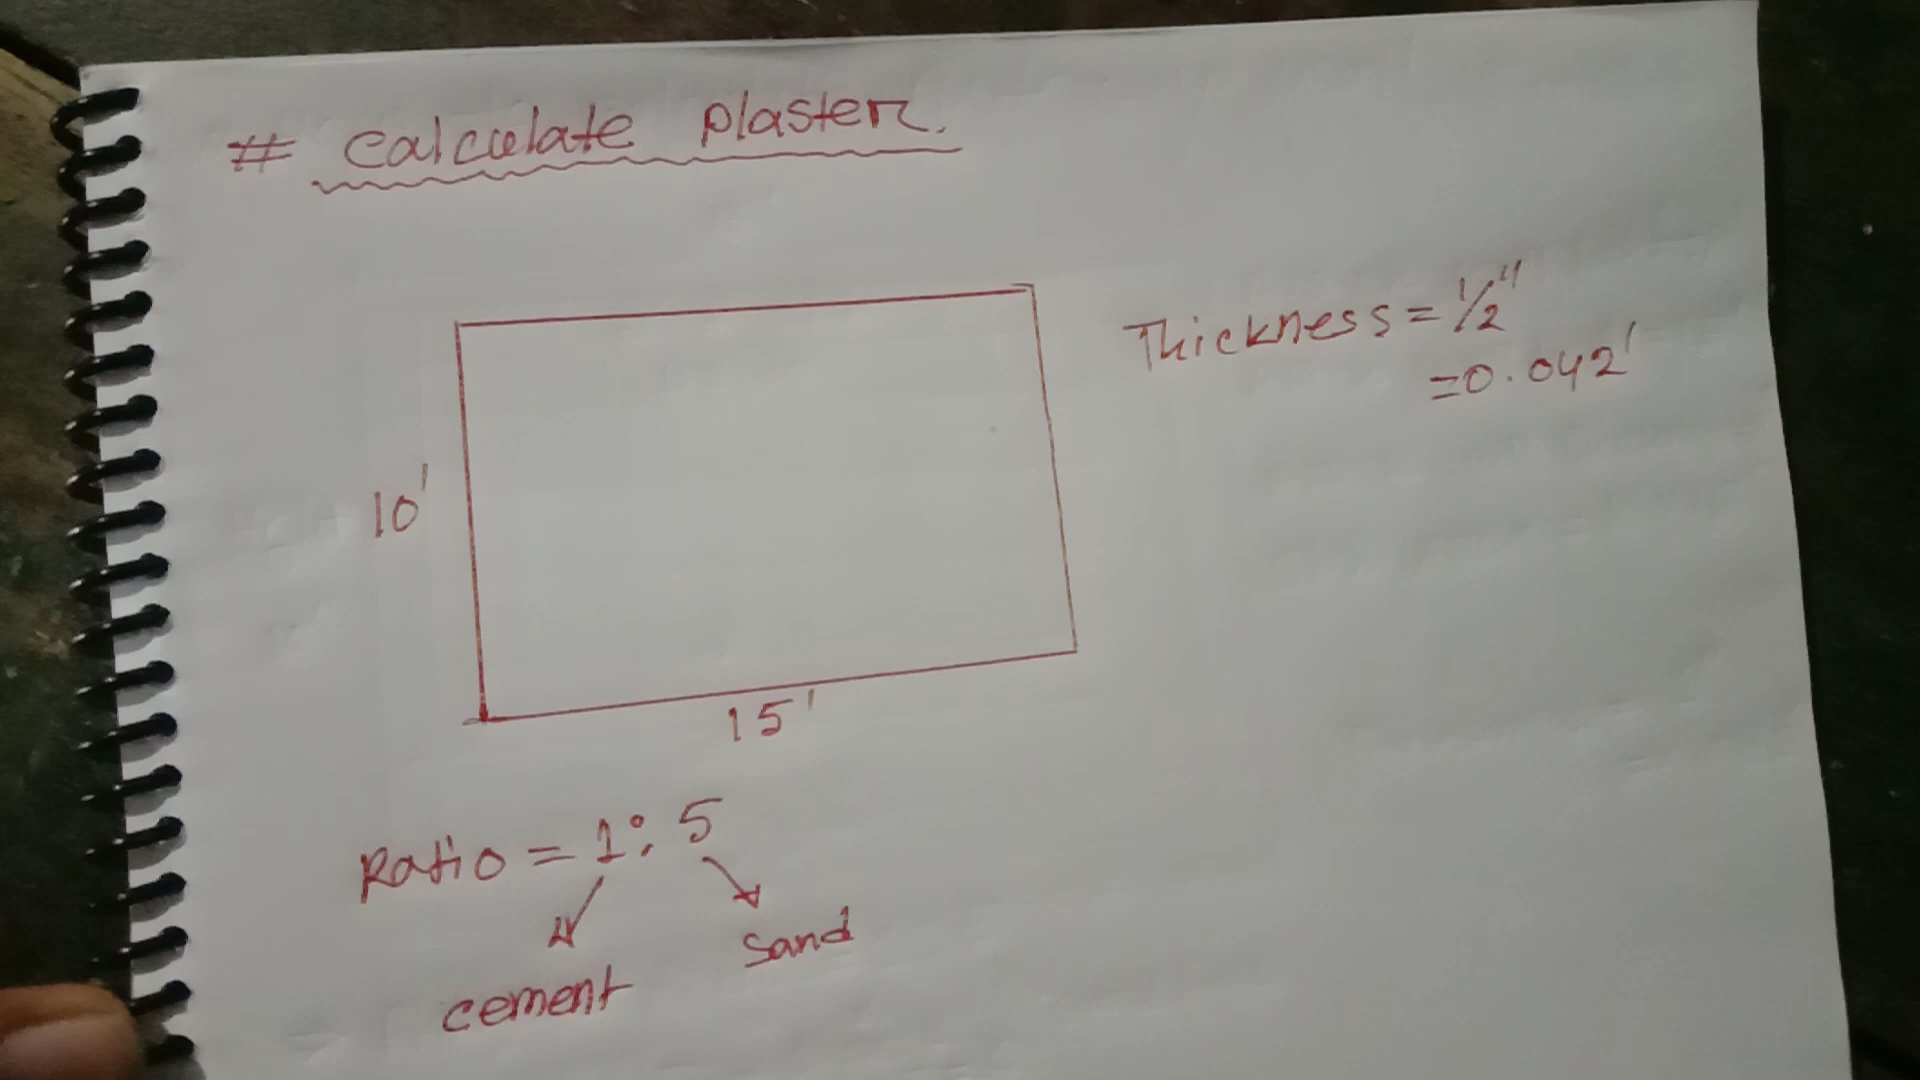 # Calculate plaster.
Thickness = 1/2"
= 0.042'
10'
15'
Ratio = 1:5
cement
Sand